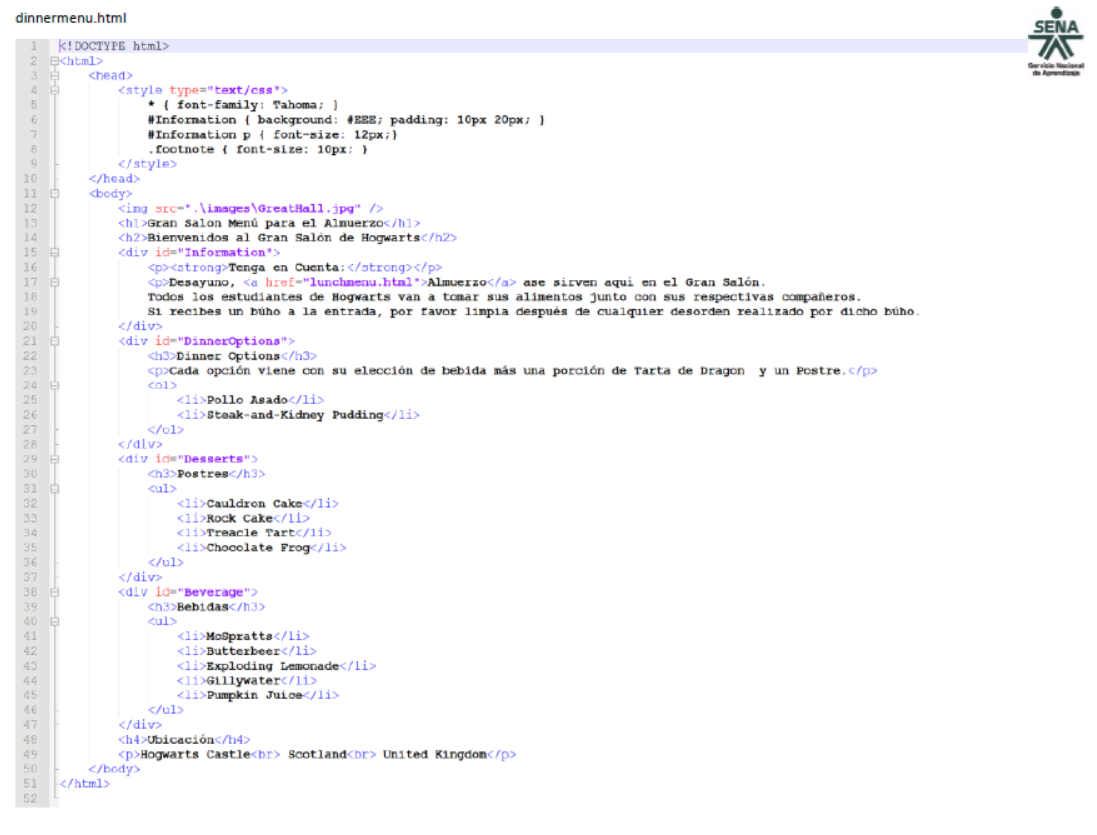 dinnermenu.html
SENA
Servicio Nacional
de Aprendizaje
1 <!DOCTYPE html>
2 <html>
3 <head>
4 <style type="text/css">
5 * { font-family: Tahoma; }
6 #Information { background: #EEE; padding: 10px 20px; }
7 #Information p { font-size: 12px;}
8 .footnote { font-size: 10px; }
9 </style>
10 </head>
11 <body>
12 <img src=".\images\GreatHall.jpg" />
13 <h1>Gran Salon Menú para el Almuerzo</h1>
14 <h2>Bienvenidos al Gran Salón de Hogwarts</h2>
15 <div id="Information">
16 <p><strong>Tenga en Cuenta:</strong></p>
17 <p>Desayuno, <a href="lunchmenu.html">Almuerzo</a> ase sirven aquí en el Gran Salón.
18 Todos los estudiantes de Hogwarts van a tomar sus alimentos junto con sus respectivas compañeros.
19 Si recibes un búho a la entrada, por favor limpia después de cualquier desorden realizado por dicho búho.
20 </div>
21 <div id="DinnerOptions">
22 <h3>Dinner Options</h3>
23 <p>Cada opción viene con su elección de bebida más una porción de Tarta de Dragon  y un Postre.</p>
24 <ol>
25 <li>Pollo Asado</li>
26 <li>Steak-and-Kidney Pudding</li>
27 </ol>
28 </div>
29 <div id="Desserts">
30 <h3>Postres</h3>
31 <ul>
32 <li>Cauldron Cake</li>
33 <li>Rock Cake</li>
34 <li>Treacle Tart</li>
35 <li>Chocolate Frog</li>
36 </ul>
37 </div>
38 <div id="Beverage">
39 <h3>Bebidas</h3>
40 <ul>
41 <li>McSpratts</li>
42 <li>Butterbeer</li>
43 <li>Exploding Lemonade</li>
44 <li>Gillywater</li>
45 <li>Pumpkin Juice</li>
46 </ul>
47 </div>
48 <h4>Ubicación</h4>
49 <p>Hogwarts Castle<br> Scotland<br> United Kingdom</p>
50 </body>
51 </html>
52